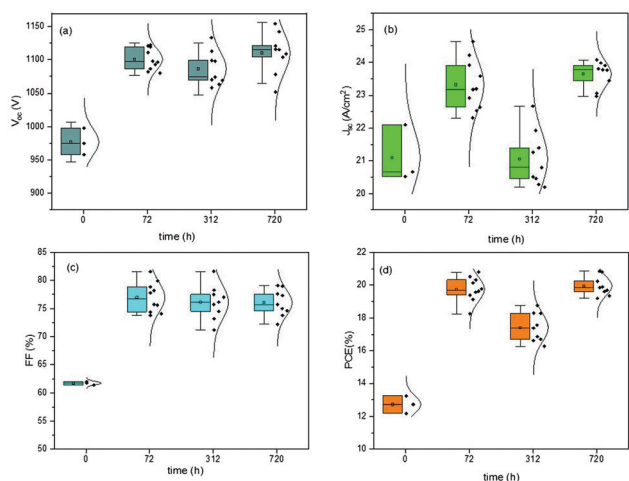 (a)
V_oc (V)
1150
1100
1050
1000
950
900
0 72 312 720
time (h)
(b)
J_sc (A/cm²)
25
24
23
22
21
20
0 72 312 720
time (h)
(c)
FF (%)
85
80
75
70
65
60
55
50
0 72 312 720
time (h)
(d)
PCE (%)
22
20
18
16
14
12
10
0 72 312 720
time (h)